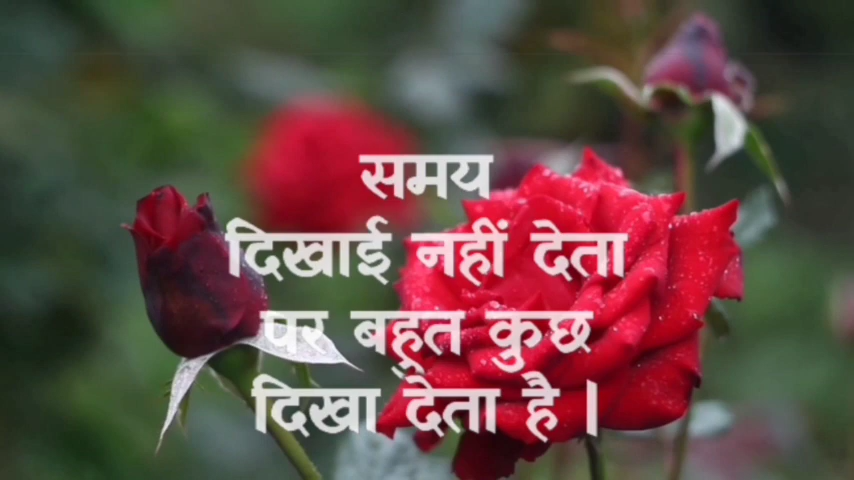 समय
दिखाई नहीं देता
पर बहुत कुछ
दिखा देता है ।